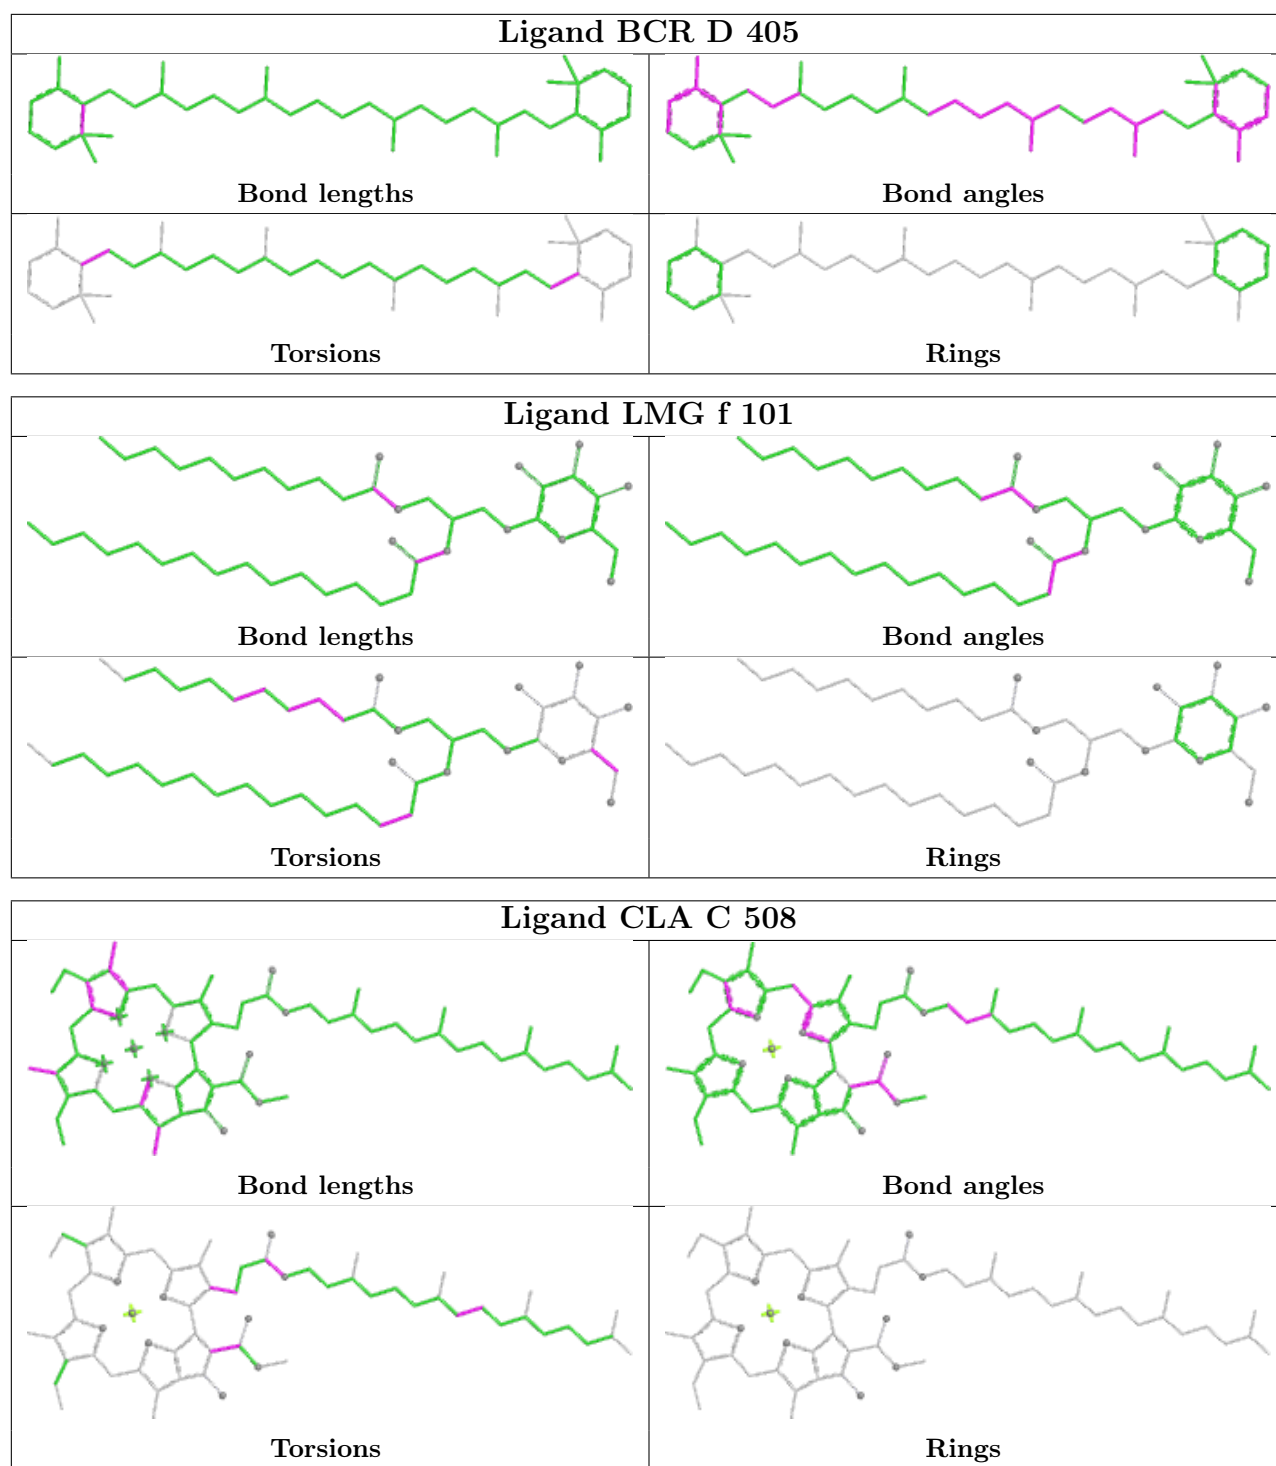 Ligand BCR D 405
Bond lengths
Bond angles
Torsions
Rings
Ligand LMG f 101
Bond lengths
Bond angles
Torsions
Rings
Ligand CLA C 508
Bond lengths
Bond angles
Torsions
Rings